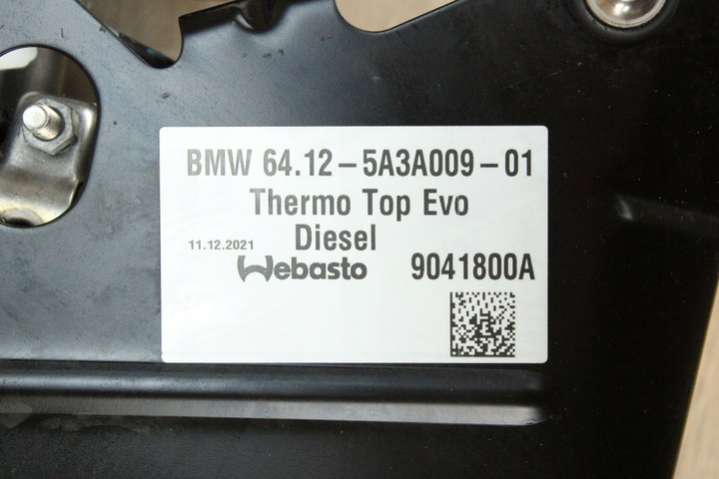 BMW 64.12-5A3A009-01
Thermo Top Evo
11.12.2021 Diesel
Webasto 9041800A